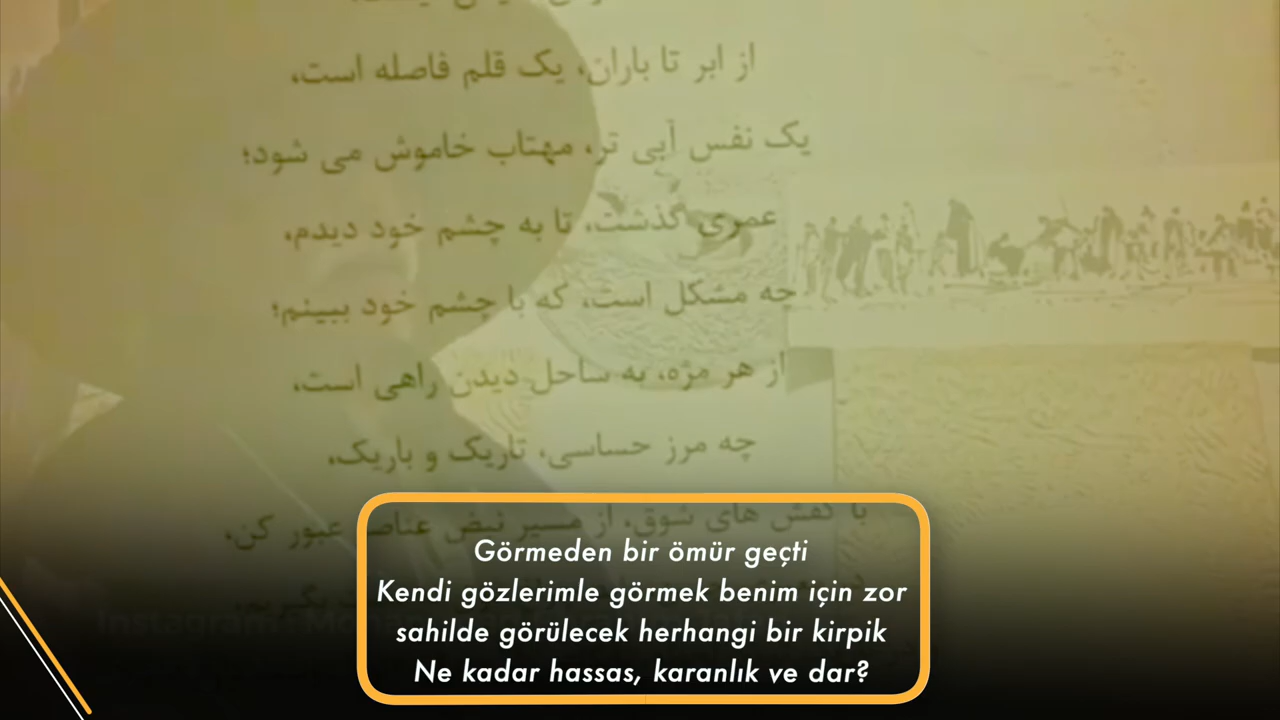 از ابر تا باران، یک قلم فاصله است،
یک نفس آبی تر، مهتاب خاموش می شود؛
عمری گذشت، تا به چشم خود دیدم،
چه مشکل است، که با چشم خود ببینم؛
از هر مژه، به ساحل دیدن راهی است،
چه مرز حساسی، تاریک و باریک،
با کفش های شوق، از مسیر نبض عناصر عبور کن،
Görmeden bir ömür geçti
Kendi gözlerimle görmek benim için zor
sahilde görülecek herhangi bir kirpik
Ne kadar hassas, karanlık ve dar?
Instagram: